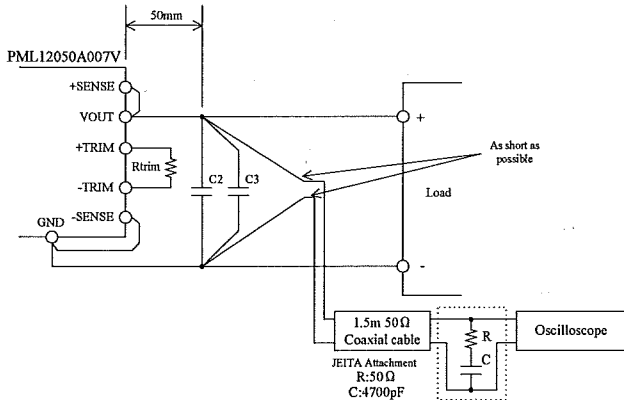 50mm
PML12050A007V
+SENSE
VOUT
+TRIM
Rtrim
-TRIM
-SENSE
GND
C2
C3
+
As short as
possible
Load
-
1.5m 50Ω
Coaxial cable
R
C
Oscilloscope
JEITA Attachment
R:50Ω
C:4700pF